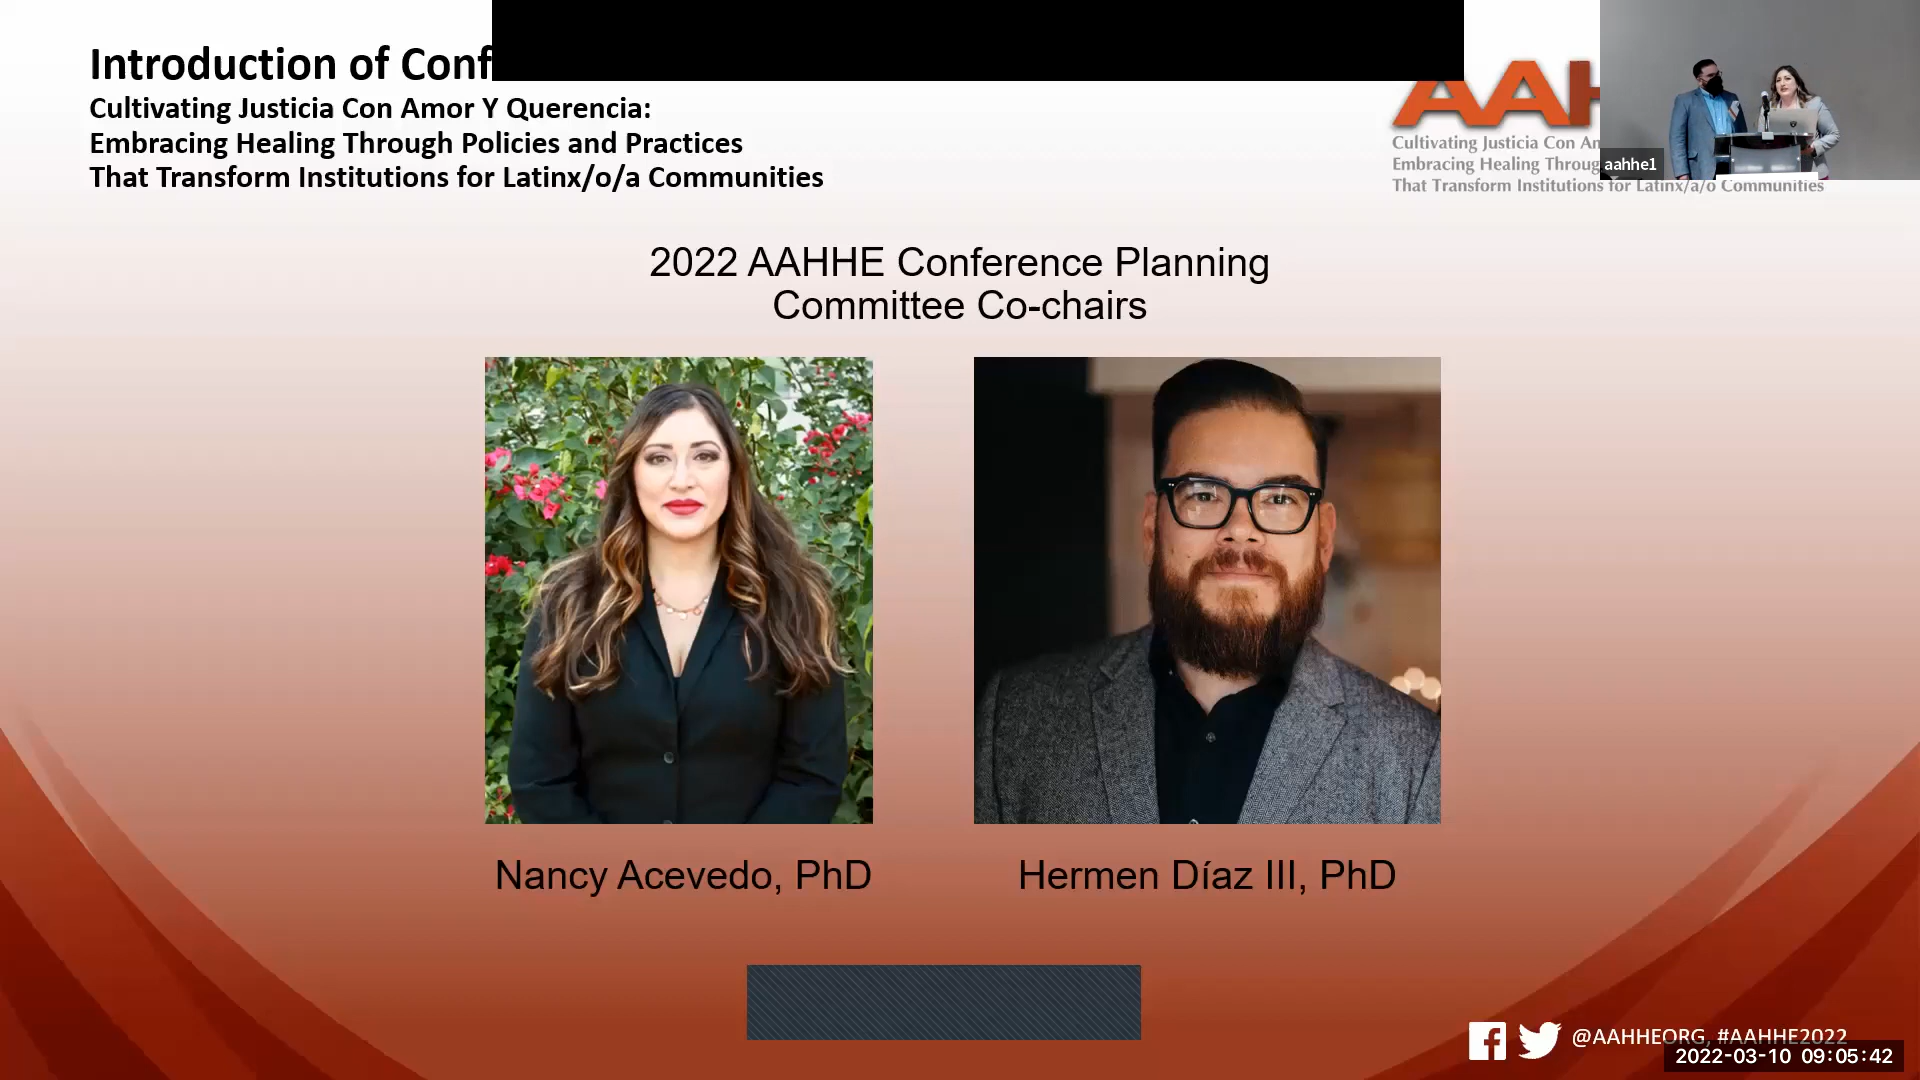 Introduction of Conf
Cultivating Justicia Con Amor Y Querencia:
Embracing Healing Through Policies and Practices
That Transform Institutions for Latinx/o/a Communities
AAH
Cultivating Justicia Con Am
Embracing Healing Throug
That Transform Institutions for Latinx/a/o Communities
aahhe1
2022 AAHHE Conference Planning
Committee Co-chairs
Nancy Acevedo, PhD
Hermen Díaz III, PhD
@AAHHEORG, #AAHHE2022
2022-03-10 09:05:42